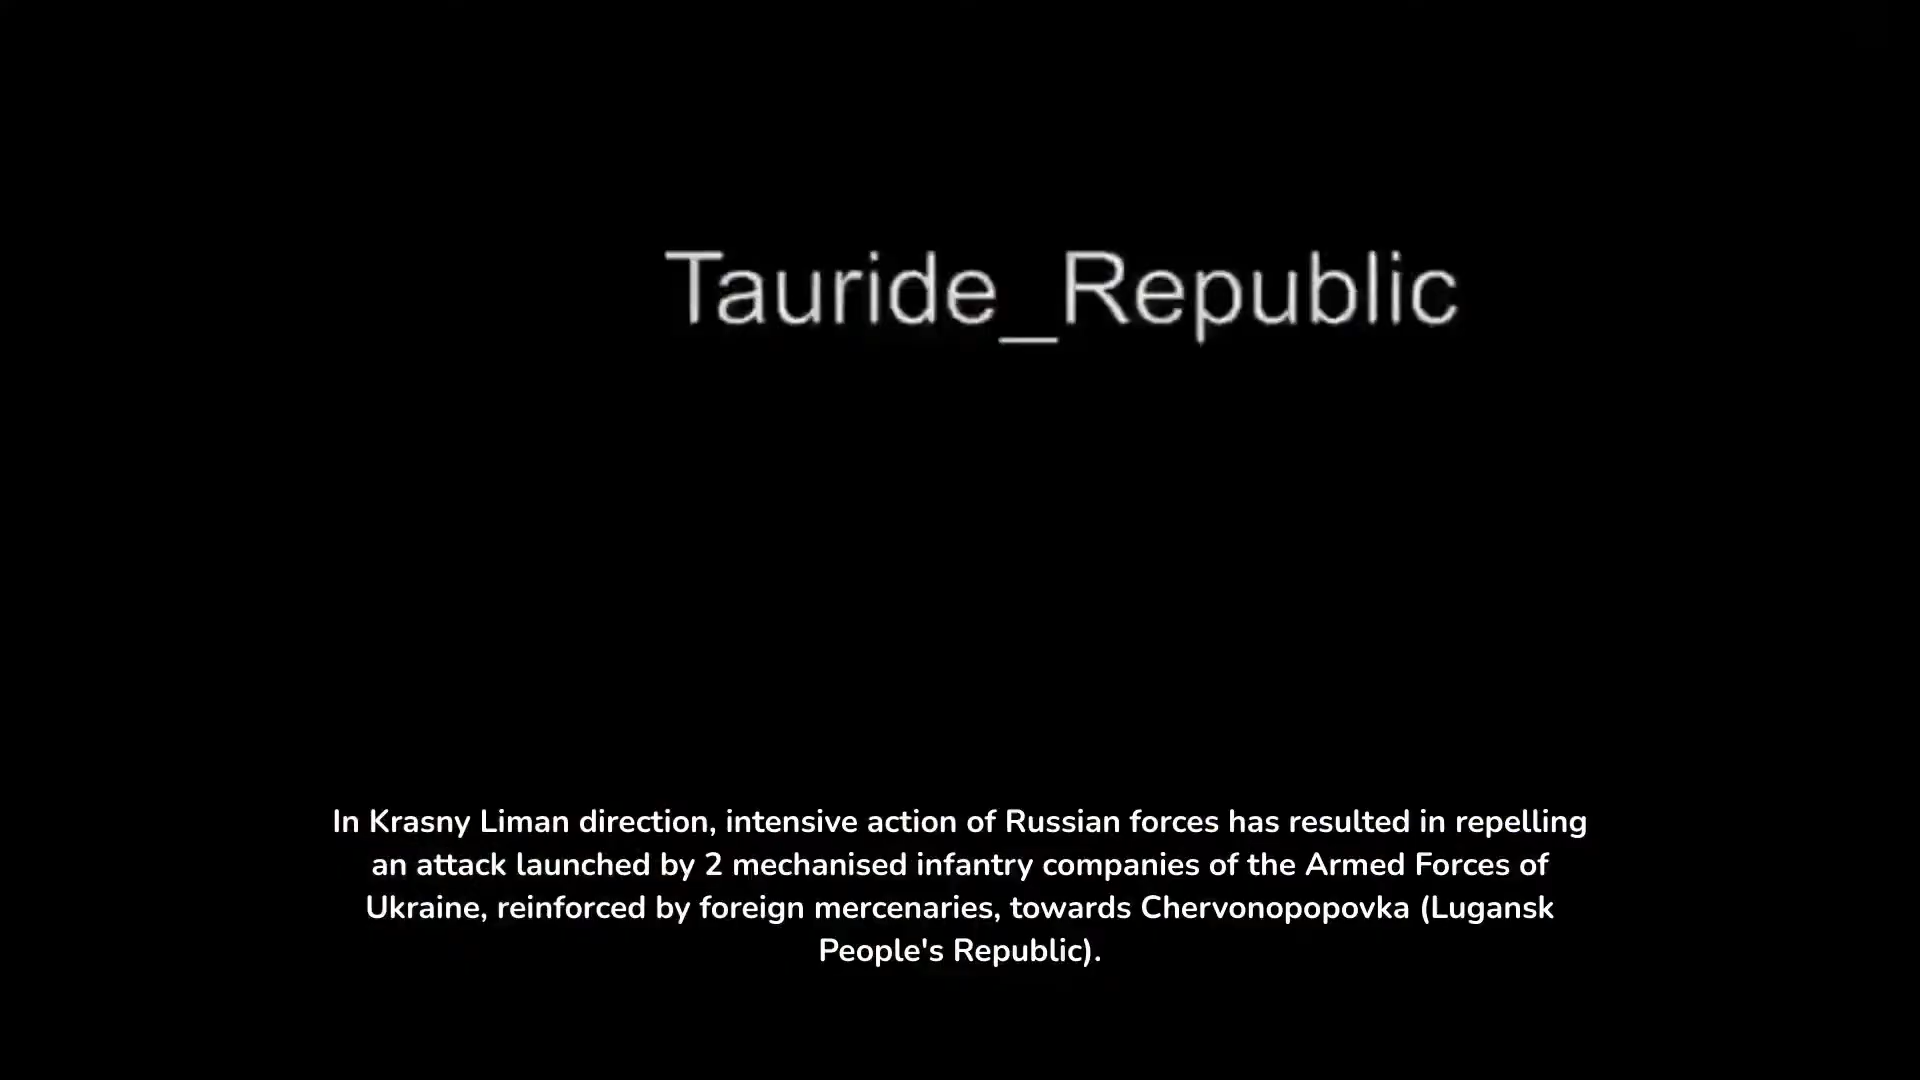 Tauride_Republic
In Krasny Liman direction, intensive action of Russian forces has resulted in repelling
an attack launched by 2 mechanised infantry companies of the Armed Forces of
Ukraine, reinforced by foreign mercenaries, towards Chervonopopovka (Lugansk
People's Republic).